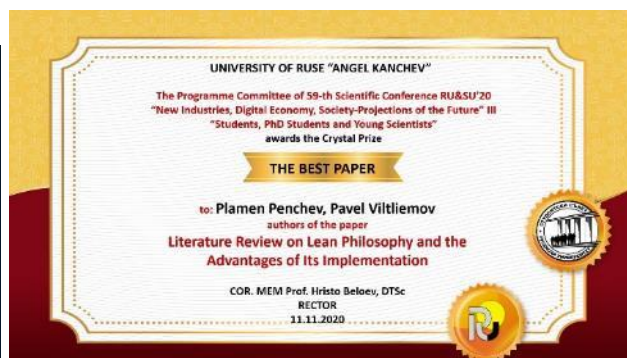 UNIVERSITY OF RUSE "ANGEL KANCHEV"
The Programme Committee of 59-th Scientific Conference RU&SU'20
"New Industries, Digital Economy, Society-Projections of the Future" III
"Students, PhD Students and Young Scientists"
awards the Crystal Prize
THE BEST PAPER
to: Plamen Penchev, Pavel Viltliemov
authors of the paper
Literature Review on Lean Philosophy and the
Advantages of Its Implementation
COR. MEM Prof. Hristo Beloev, DTSc
RECTOR
11.11.2020